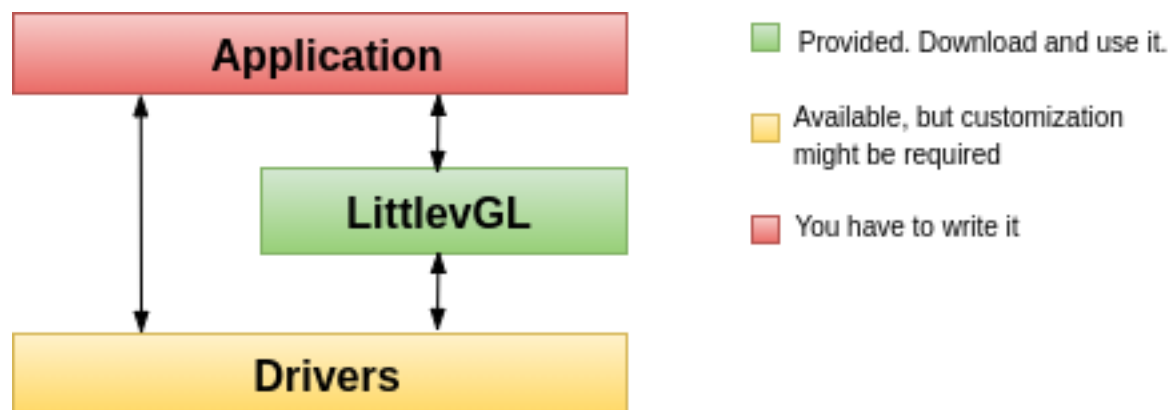 Application
LittlevGL
Drivers
Provided. Download and use it.
Available, but customization
might be required
You have to write it